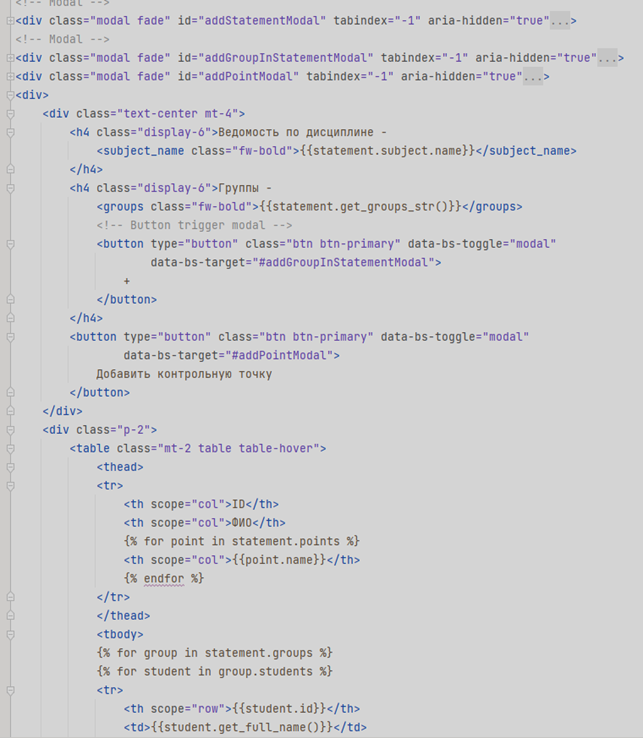 <!-- Modal -->
<div class="modal fade" id="addStatementModal" tabindex="-1" aria-hidden="true"...>
<!-- Modal -->
<div class="modal fade" id="addGroupInStatementModal" tabindex="-1" aria-hidden="true"...>
<div class="modal fade" id="addPointModal" tabindex="-1" aria-hidden="true"...>
<div>
<div class="text-center mt-4">
<h4 class="display-6">Ведомость по дисциплине -
<subject_name class="fw-bold">{{statement.subject.name}}</subject_name>
</h4>
<h4 class="display-6">Группы -
<groups class="fw-bold">{{statement.get_groups_str()}}</groups>
<!-- Button trigger modal -->
<button type="button" class="btn btn-primary" data-bs-toggle="modal"
data-bs-target="#addGroupInStatementModal">
+
</button>
</h4>
<button type="button" class="btn btn-primary" data-bs-toggle="modal"
data-bs-target="#addPointModal">
Добавить контрольную точку
</button>
</div>
<div class="p-2">
<table class="mt-2 table table-hover">
<thead>
<tr>
<th scope="col">ID</th>
<th scope="col">ФИО</th>
{% for point in statement.points %}
<th scope="col">{{point.name}}</th>
{% endfor %}
</tr>
</thead>
<tbody>
{% for group in statement.groups %}
{% for student in group.students %}
<tr>
<th scope="row">{{student.id}}</th>
<td>{{student.get_full_name()}}</td>